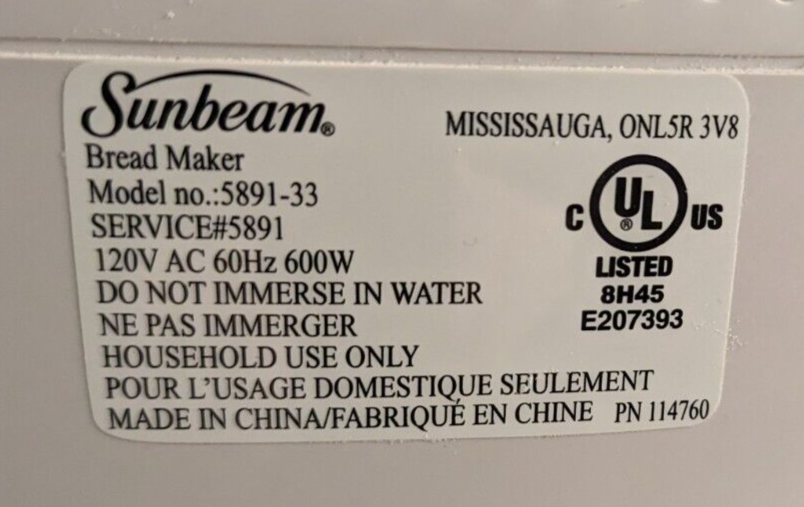 Sunbeam®
MISSISSAUGA, ONL5R 3V8
Bread Maker
Model no.:5891-33
SERVICE#5891
120V AC 60Hz 600W
DO NOT IMMERSE IN WATER
NE PAS IMMERGER
HOUSEHOLD USE ONLY
POUR L'USAGE DOMESTIQUE SEULEMENT
MADE IN CHINA/FABRIQUÉ EN CHINE PN 114760
C UL® US
LISTED
8H45
E207393